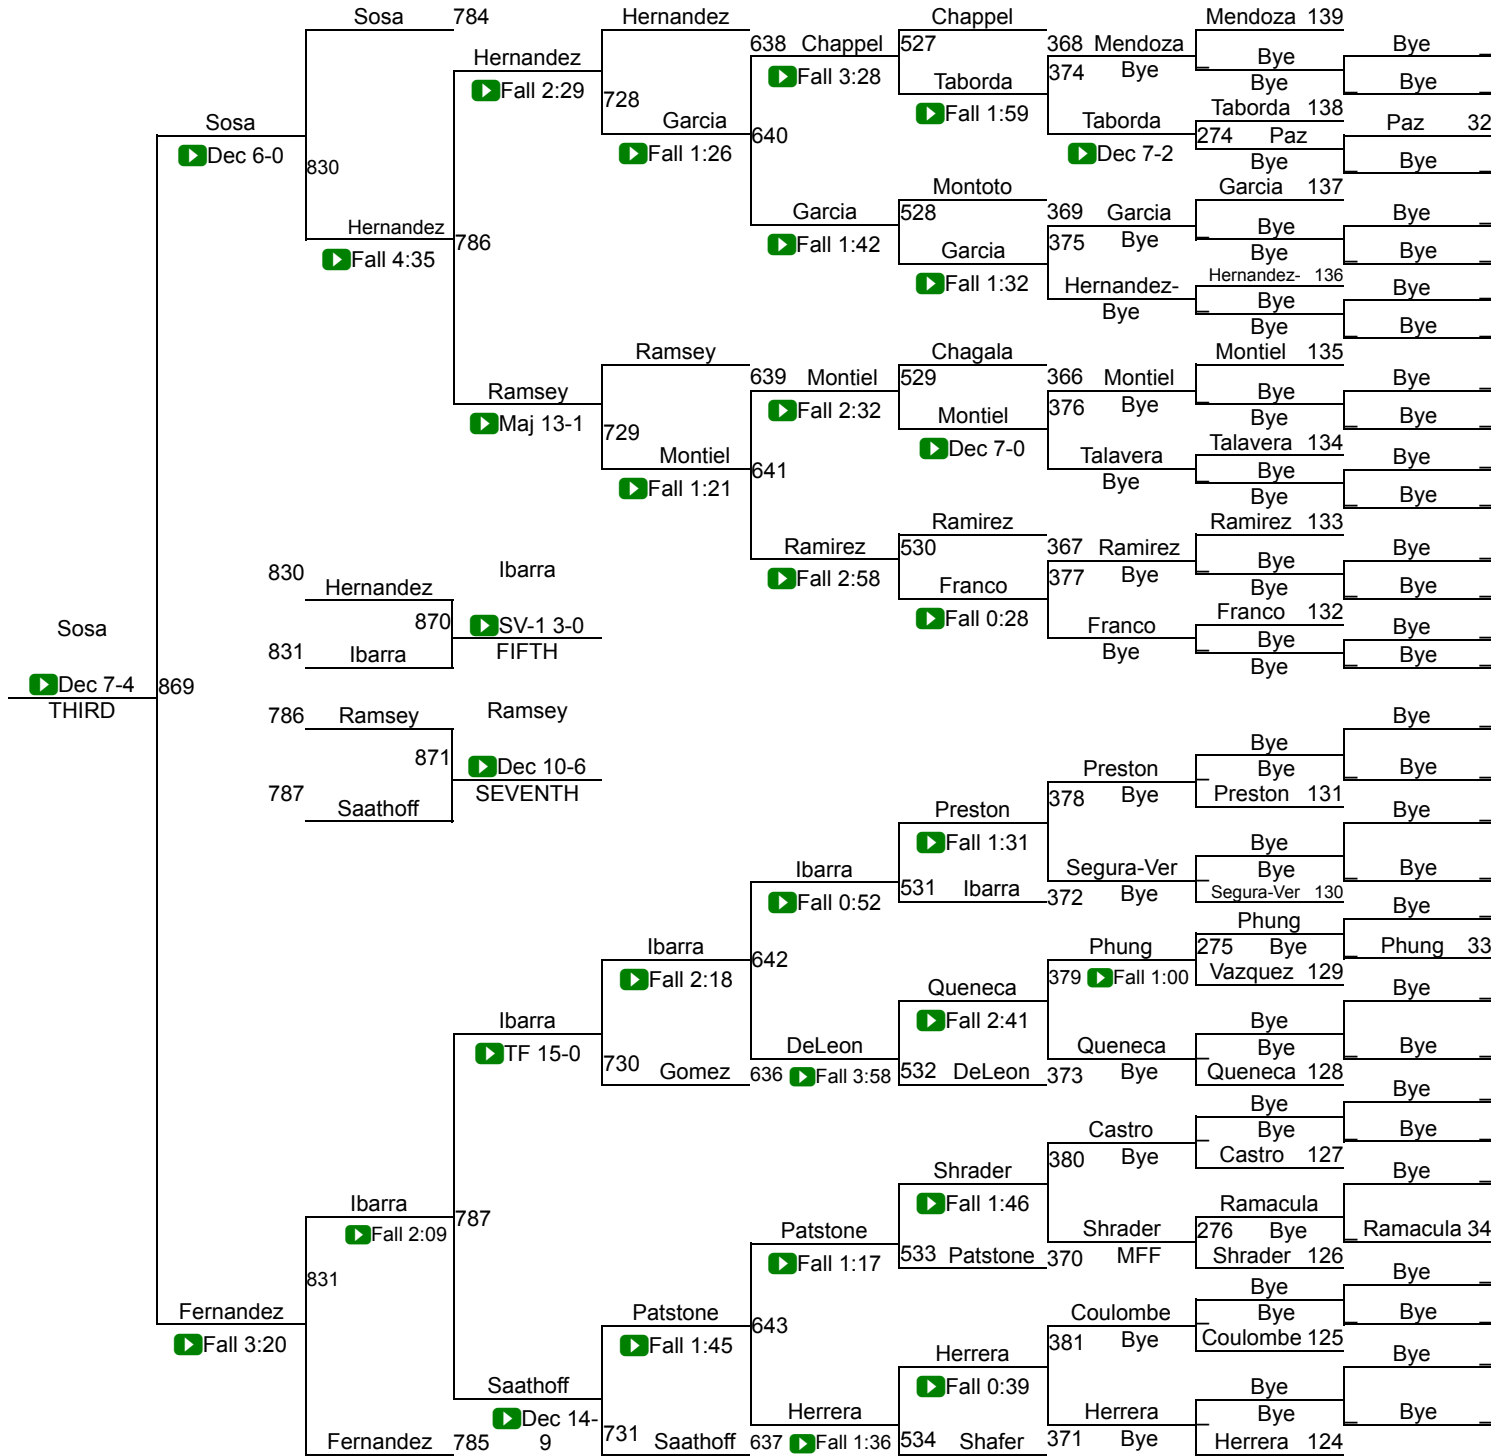 Sosa 784 Hernandez Chappel Mendoza 139
638 Chappel 527 368 Mendoza Bye Bye _
Hernandez
Fall 3:28 Taborda 374 Bye _ Bye Bye _
Fall 2:29
728 Fall 1:59 Taborda Taborda 138
Sosa Garcia 274 Paz Paz 32
Dec 6-0 Fall 1:26 640 Dec 7-2 Bye _ Bye _
830
Montoto Garcia 137
Garcia 528 369 Garcia Bye Bye _
Hernandez 786 Fall 1:42 Garcia 375 Bye _ Bye _ Bye _
Fall 4:35 Fall 1:32 Hernandez- Hernandez- 136
Bye _ Bye Bye _
Bye _ Bye _
Ramsey Chagala Montiel 135
639 Montiel 529 366 Montiel Bye Bye _
Ramsey Fall 2:32 Montiel 376 Bye _ Bye _ Bye _
Maj 13-1 729 Dec 7-0 Talavera Talavera 134
Montiel Bye _ Bye Bye _
Fall 1:21 641 Bye _ Bye _
Ramirez Ramirez 133
Ramirez 530 367 Ramirez Bye Bye _
830 Hernandez Ibarra Fall 2:58 Franco 377 Bye _ Bye _ Bye _
870 SV-1 3-0 Fall 0:28 Franco Franco 132
Sosa 831 Ibarra FIFTH Bye _ Bye Bye _
Bye _ Bye _
Dec 7-4 869
THIRD 786 Ramsey Ramsey Bye _
871 Dec 10-6 Preston Bye
787 Saathoff SEVENTH 378 Bye _ Bye _ Bye _
Preston Preston 131
Fall 1:31 Bye Bye _
Ibarra Segura-Ver _ Bye _ Bye _
Fall 0:52 531 Ibarra 372 Bye Segura-Ver 130
Phung Bye _
Ibarra 642 Phung 275 Bye Phung 33
Fall 2:18 Queneca 379 Fall 1:00 Vazquez 129
Ibarra Fall 2:41 Bye Bye _
TF 15-0 DeLeon Queneca _ Bye _ Bye _
730 Gomez 636 Fall 3:58 532 DeLeon 373 Bye Queneca 128
Bye Bye _
Castro _ Bye _ Bye _
Shrader 380 Bye Castro 127
Ibarra 787 Fall 1:46 Ramacula Bye _
Fall 2:09 Patstone Shrader 276 Bye Ramacula 34
Fall 1:17 533 Patstone 370 MFF Shrader 126
831 Bye Bye _
Fernandez Patstone 643 Coulombe _ Bye _ Bye _
Fall 3:20 Fall 1:45 Herrera 381 Bye Coulombe 125
Saathoff Fall 0:39 Bye Bye _
Dec 14- Herrera Herrera _ Bye _ Bye _
Fernandez 785 9 731 Saathoff 637 Fall 1:36 534 Shafer 371 Bye Herrera 124